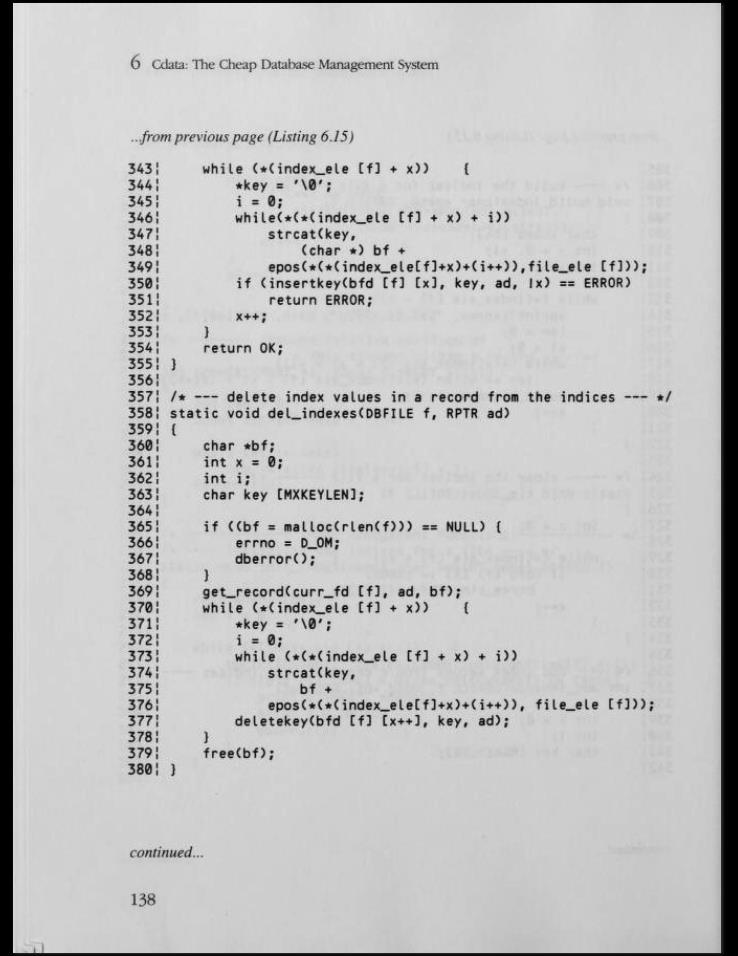 6 Cdata: The Cheap Database Management System
...from previous page (Listing 6.15)
343¦      while (*(index_ele [f] + x))    {
344¦          *key = '\0';
345¦          i = 0;
346¦          while(*(*(index_ele [f] + x) + i))
347¦              strcat(key,
348¦                  (char *) bf +
349¦              epos(*(*(index_ele[f]+x)+(i++)),file_ele [f]));
350¦          if (insertkey(bfd [f] [x], key, ad, !x) == ERROR)
351¦              return ERROR;
352¦          x++;
353¦      }
354¦      return OK;
355¦  }
356¦
357¦  /* --- delete index values in a record from the indices --- */
358¦  static void del_indexes(DBFILE f, RPTR ad)
359¦  {
360¦      char *bf;
361¦      int x = 0;
362¦      int i;
363¦      char key [MXKEYLEN];
364¦
365¦      if ((bf = malloc(rlen(f))) == NULL) {
366¦          errno = D_OM;
367¦          dberror();
368¦      }
369¦      get_record(curr_fd [f], ad, bf);
370¦      while (*(index_ele [f] + x))    {
371¦          *key = '\0';
372¦          i = 0;
373¦          while (*(*(index_ele [f] + x) + i))
374¦              strcat(key,
375¦                  bf +
376¦              epos(*(*(index_ele[f]+x)+(i++)), file_ele [f]));
377¦          deletekey(bfd [f] [x++], key, ad);
378¦      }
379¦      free(bf);
380¦  }
continued...
138